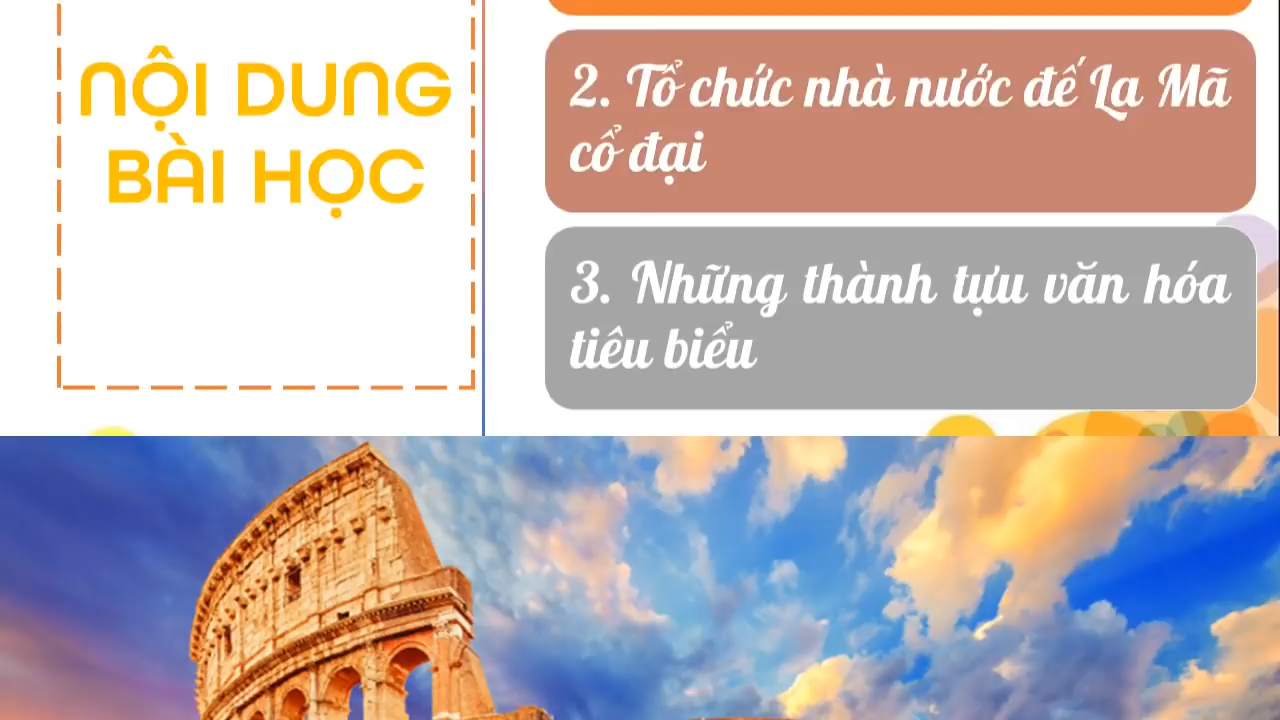 NỘI DUNG
BÀI HỌC
2. Tổ chức nhà nước đế La Mã
cổ đại
3. Những thành tựu văn hóa
tiêu biểu